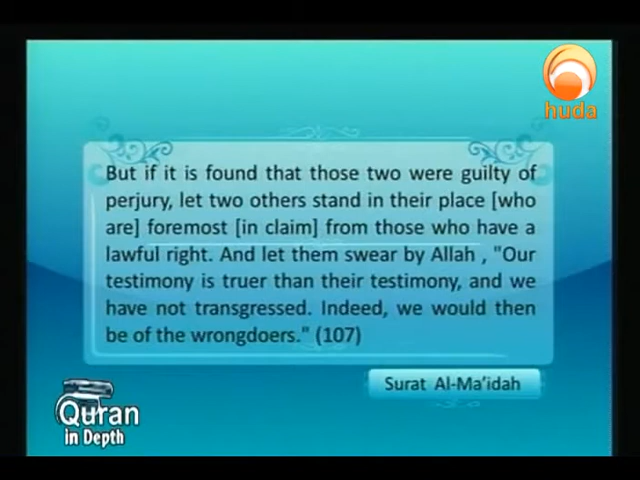 huda
But if it is found that those two were guilty of
perjury, let two others stand in their place [who
are] foremost [in claim] from those who have a
lawful right. And let them swear by Allah , "Our
testimony is truer than their testimony, and we
have not transgressed. Indeed, we would then
be of the wrongdoers." (107)
Surat Al-Ma'idah
Quran
in Depth